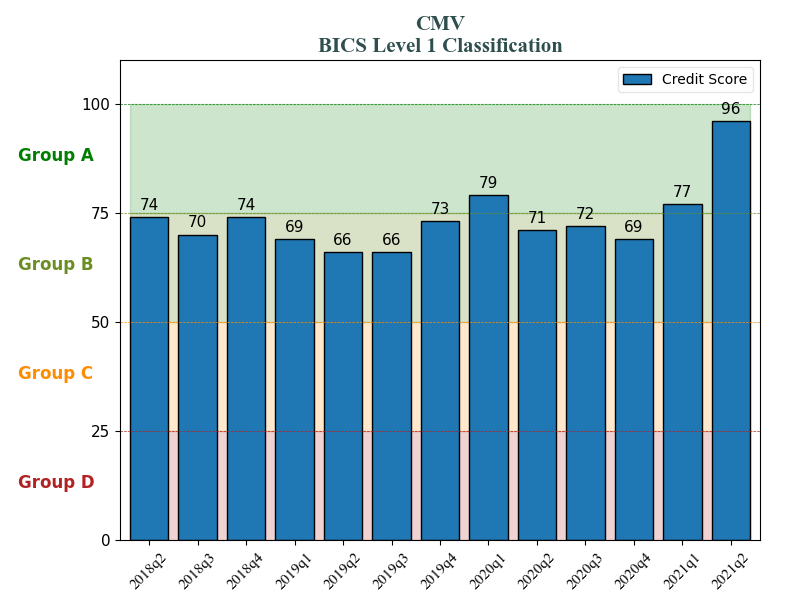 CMV
BICS Level 1 Classification
Credit Score
100
75
50
25
0
Group A
Group B
Group C
Group D
74
70
74
69
66
66
73
79
71
72
69
77
96
2018q2
2018q3
2018q4
2019q1
2019q2
2019q3
2019q4
2020q1
2020q2
2020q3
2020q4
2021q1
2021q2